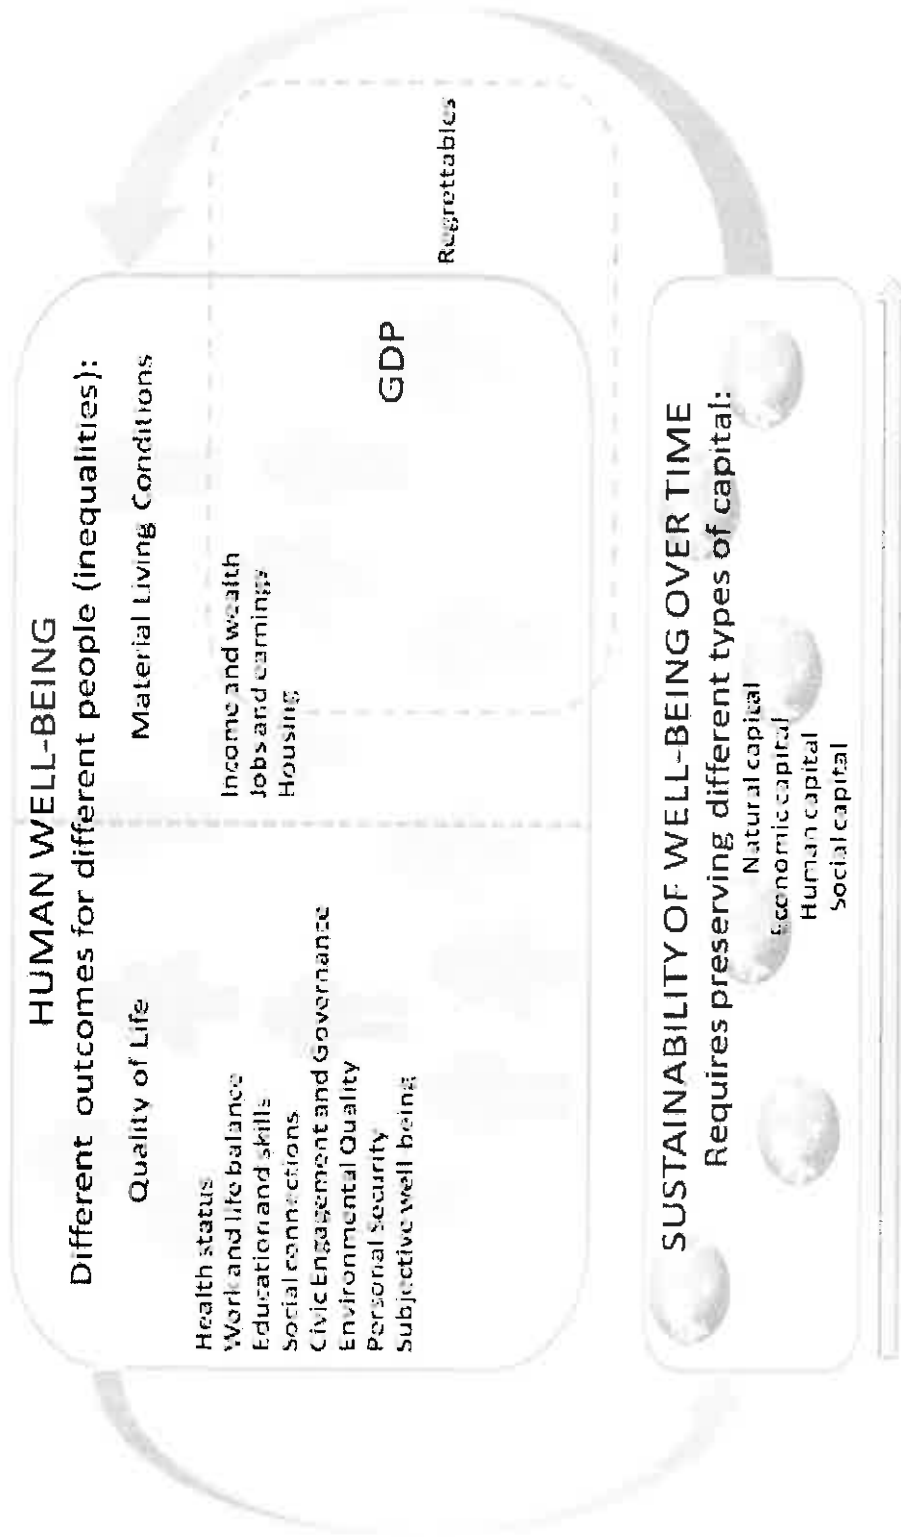 HUMAN WELL-BEING
Different outcomes for different people (inequalities):
Quality of Life
Health status
Work and life balance
Education and skills
Social connections
Civic Engagement and Governance
Environmental Quality
Personal Security
Subjective well-being
Material Living Conditions
Income and wealth
Jobs and earnings
Housing
GDP
Regrettables
SUSTAINABILITY OF WELL-BEING OVER TIME
Requires preserving different types of capital:
Natural capital
Economic capital
Human capital
Social capital